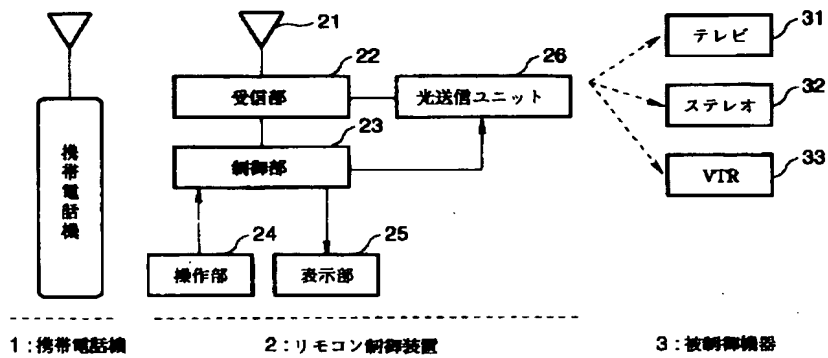 21
22
受信部
23
制御部
24
操作部
25
表示部
26
光送信ユニット
31
テレビ
32
ステレオ
33
VTR
携帯電話機
1：携帯電話機
2：リモコン制御装置
3：被制御機器